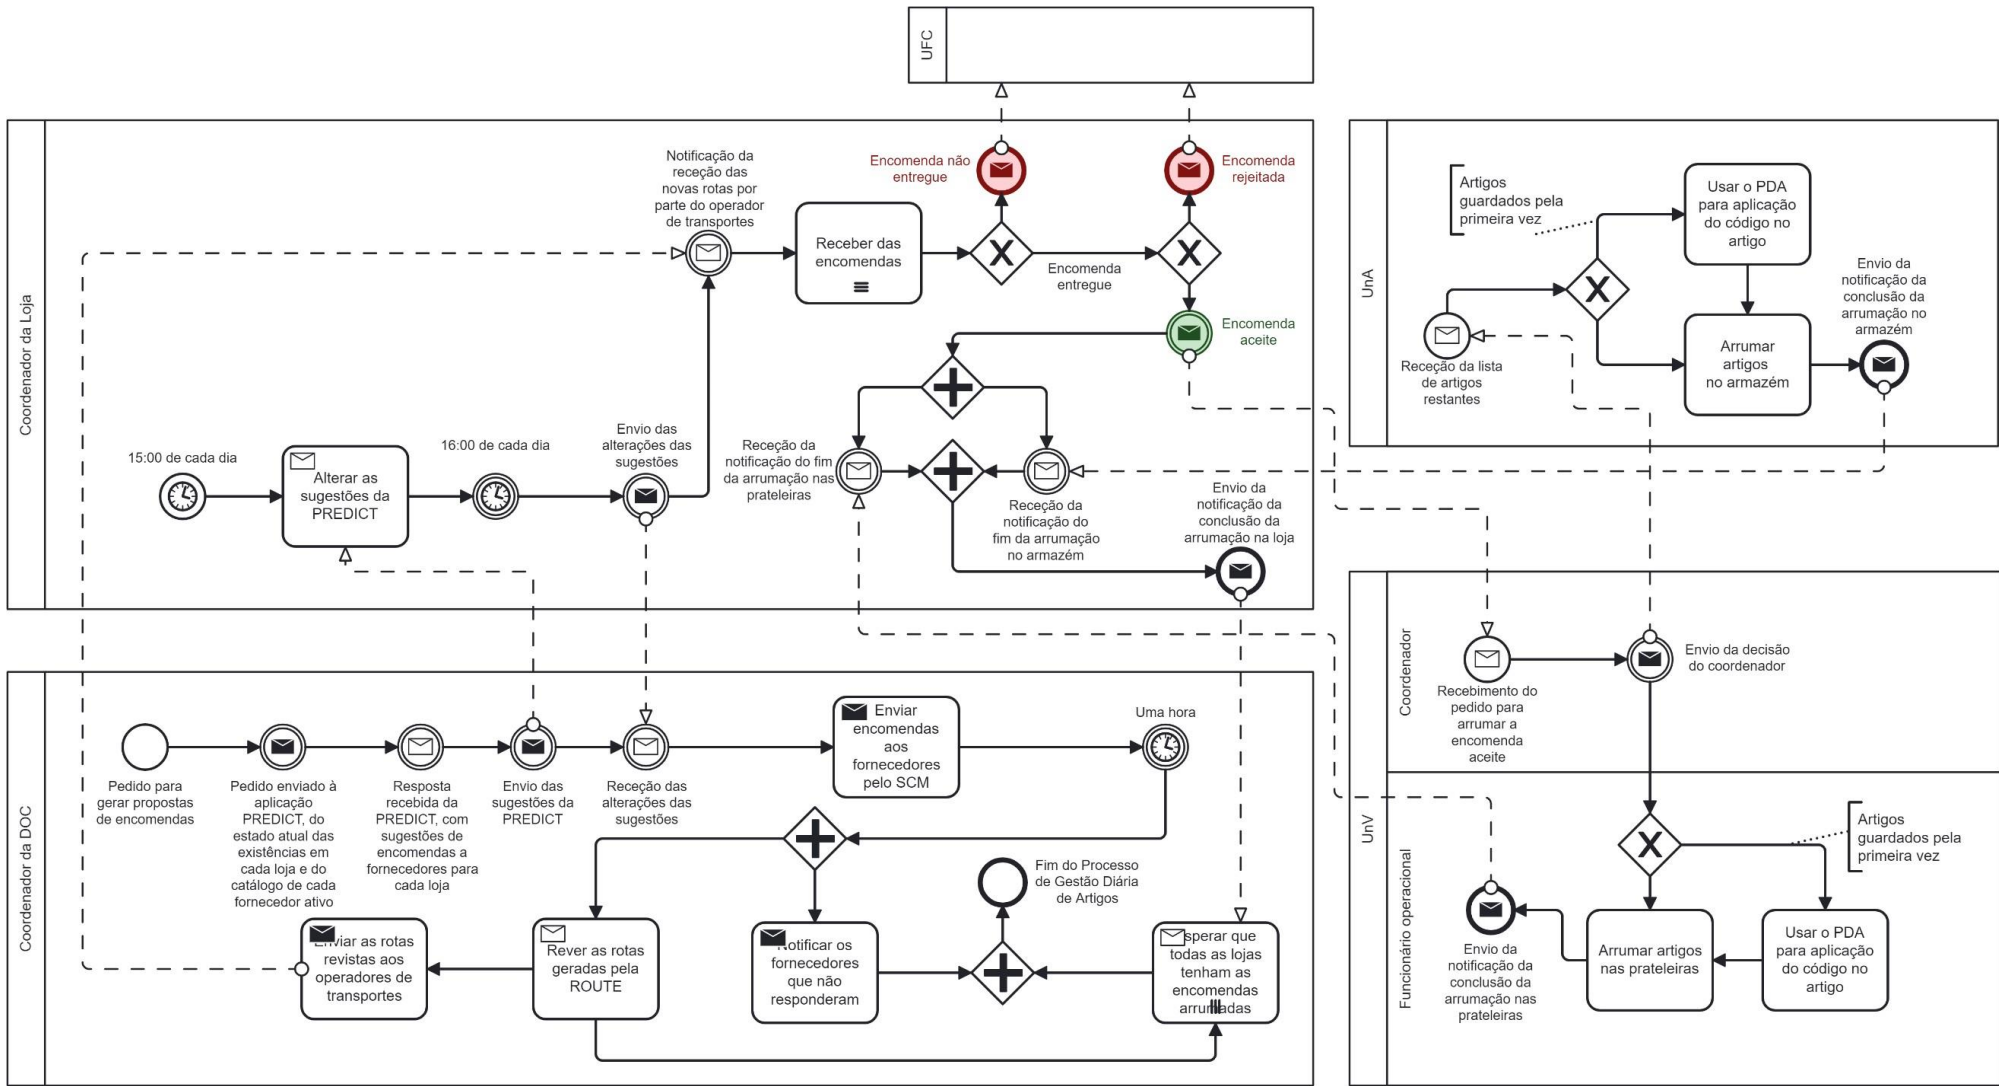 UFC
Coordenador da Loja
Notificação da
receção das
novas rotas por
parte do operador
de transportes
Encomenda não
entregue
Encomenda
rejeitada
Receber das
encomendas
Encomenda
entregue
Encomenda
aceite
15:00 de cada dia
Alterar as
sugestões da
PREDICT
16:00 de cada dia
Envio das
alterações das
sugestões
Receção da
notificação do fim
da arrumação nas
prateleiras
Receção da
notificação do
fim da arrumação
no armazém
Envio da
notificação da
conclusão da
arrumação na loja
UnA
Artigos
guardados pela
primeira vez
Usar o PDA
para aplicação
do código no
artigo
Receção da lista
de artigos
restantes
Arrumar
artigos
no armazém
Envio da
notificação da
conclusão da
arrumação no
armazém
Coordenador da DOC
Pedido para
gerar propostas
de encomendas
Pedido enviado à
aplicação
PREDICT, do
estado atual das
existências em
cada loja e do
catálogo de cada
fornecedor ativo
Resposta
recebida da
PREDICT, com
sugestões de
encomendas a
fornecedores para
cada loja
Envio das
sugestões da
PREDICT
Receção das
alterações das
sugestões
Enviar
encomendas
aos
fornecedores
pelo SCM
Uma hora
Enviar as rotas
revistas aos
operadores de
transportes
Rever as rotas
geradas pela
ROUTE
Notificar os
fornecedores
que não
responderam
Fim do Processo
de Gestão Diária
de Artigos
sperar que
todas as lojas
tenham as
encomendas
arrumadas
UnV
Coordenador
Recebimento do
pedido para
arrumar a
encomenda
aceite
Envio da decisão
do coordenador
Funcionário operacional
Artigos
guardados pela
primeira vez
Envio da
notificação da
conclusão da
arrumação nas
prateleiras
Arrumar artigos
nas prateleiras
Usar o PDA
para aplicação
do código no
artigo